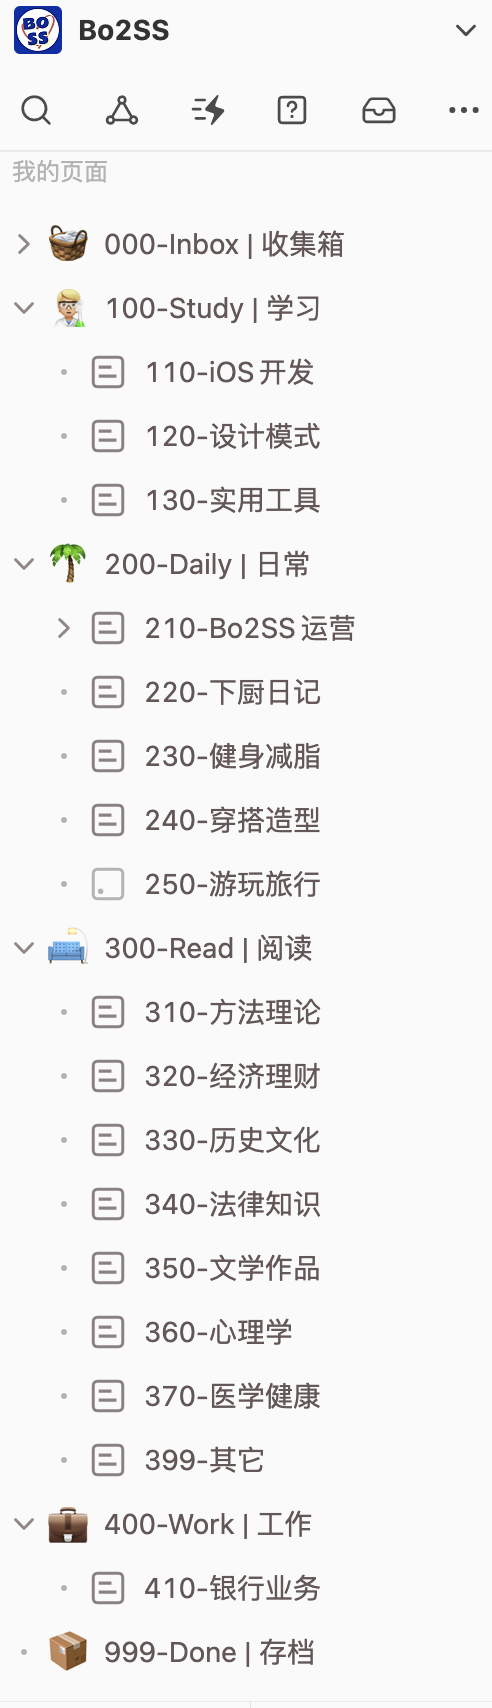 BO
SS
Bo2SS
我的页面
000-Inbox | 收集箱
100-Study | 学习
110-iOS 开发
120-设计模式
130-实用工具
200-Daily | 日常
210-Bo2SS 运营
220-下厨日记
230-健身减脂
240-穿搭造型
250-游玩旅行
300-Read | 阅读
310-方法理论
320-经济理财
330-历史文化
340-法律知识
350-文学作品
360-心理学
370-医学健康
399-其它
400-Work | 工作
410-银行业务
999-Done | 存档